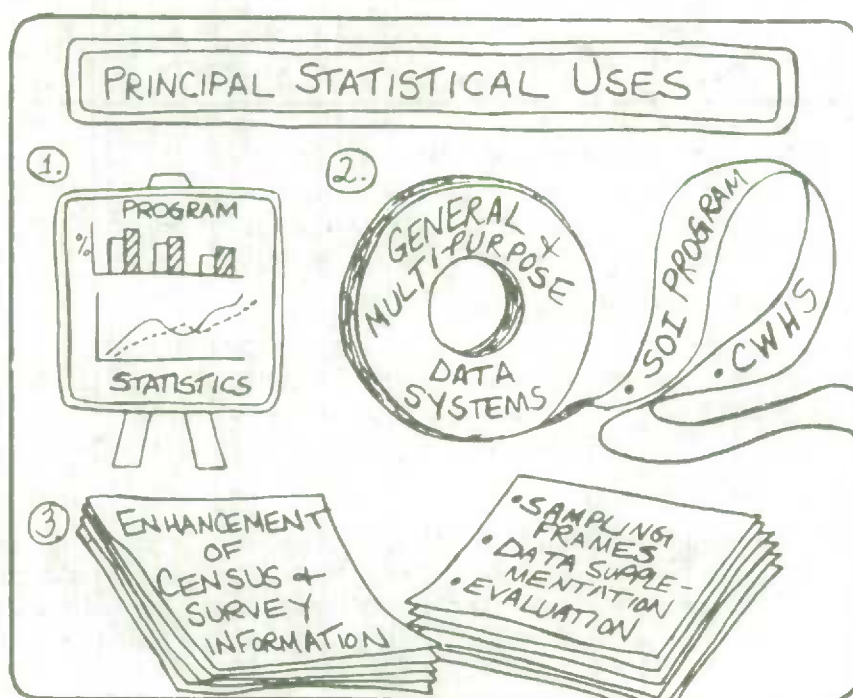 PRINCIPAL STATISTICAL USES
1.
PROGRAM
%
STATISTICS
2.
GENERAL &
MULTI-PURPOSE
DATA
SYSTEMS
• SOI PROGRAM
• CWHS
3
ENHANCEMENT
OF
CENSUS &
SURVEY
INFORMATION
• SAMPLING
FRAMES
• DATA SUPPLE-
MENTATION
• EVALUATION